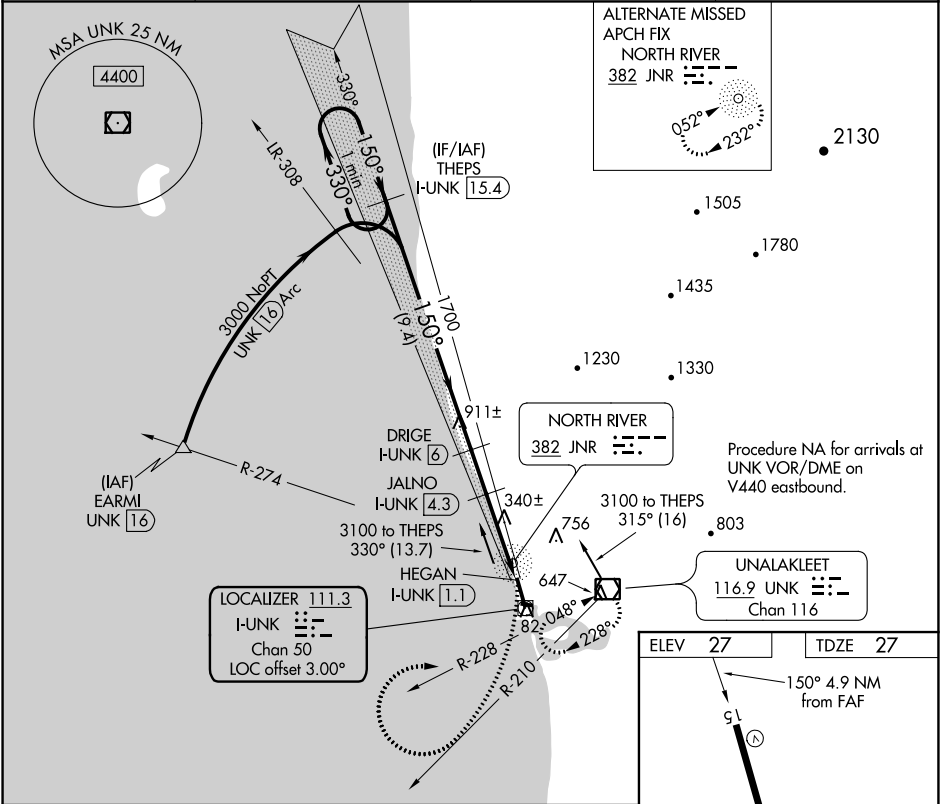 MSA UNK 25 NM
4400
ALTERNATE MISSED
APCH FIX
NORTH RIVER
382 JNR
052°
232°
2130
330°
150°
1 min
330°
LR-308
(IF/IAF)
THEPS
I-UNK 15.4
1505
1780
1435
3000 NoPT
UNK 16 Arc
1700
150°
(9.4)
1230
1330
911±
NORTH RIVER
382 JNR
DRIGE
I-UNK 6
Procedure NA for arrivals at
UNK VOR/DME on
V440 eastbound.
R-274
(IAF)
EARMI
UNK 16
JALNO
I-UNK 4.3
340±
3100 to THEPS
315° (16)
756
803
3100 to THEPS
330° (13.7)
HEGAN
I-UNK 1.1
647
UNALAKLEET
116.9 UNK
Chan 116
LOCALIZER 111.3
I-UNK
Chan 50
LOC offset 3.00°
82
048°
228°
R-228
R-210
ELEV 27
TDZE 27
150° 4.9 NM
from FAF
15
V